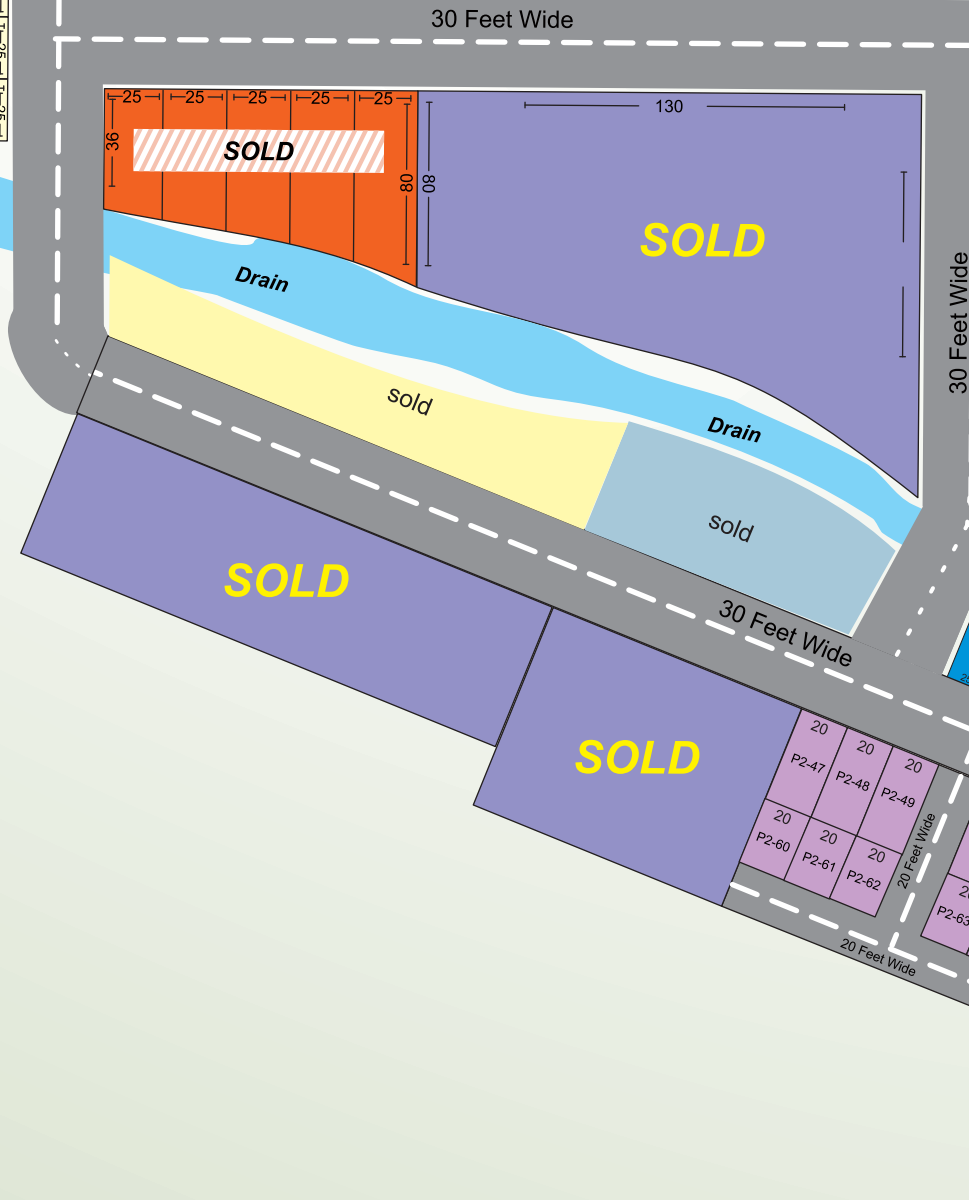 30 Feet Wide
25 25 25 25 25
130
36
SOLD
80
80
SOLD
Drain
30 Feet Wide
sold
Drain
sold
SOLD
30 Feet Wide
SOLD
20 20 20
P2-47 P2-48 P2-49
20 20 20
P2-60 P2-61 P2-62
20 Feet Wide
P2-63
20 Feet Wide